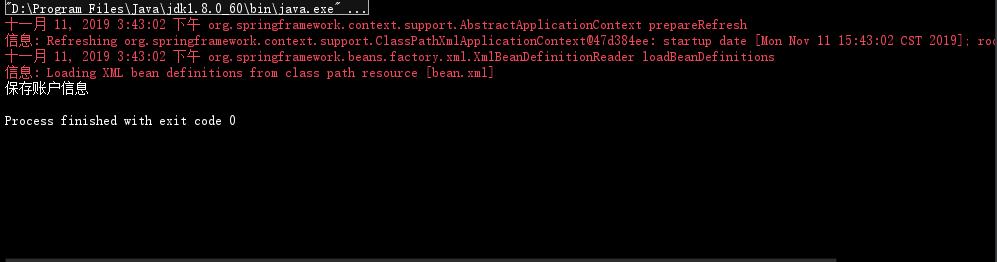 "D:\Program Files\Java\jdk1.8.0_60\bin\java.exe" ...
十一月 11, 2019 3:43:02 下午 org.springframework.context.support.AbstractApplicationContext prepareRefresh
信息: Refreshing org.springframework.context.support.ClassPathXmlApplicationContext@47d384ee: startup date [Mon Nov 11 15:43:02 CST 2019]; roo
十一月 11, 2019 3:43:02 下午 org.springframework.beans.factory.xml.XmlBeanDefinitionReader loadBeanDefinitions
信息: Loading XML bean definitions from class path resource [bean.xml]
保存账户信息
Process finished with exit code 0